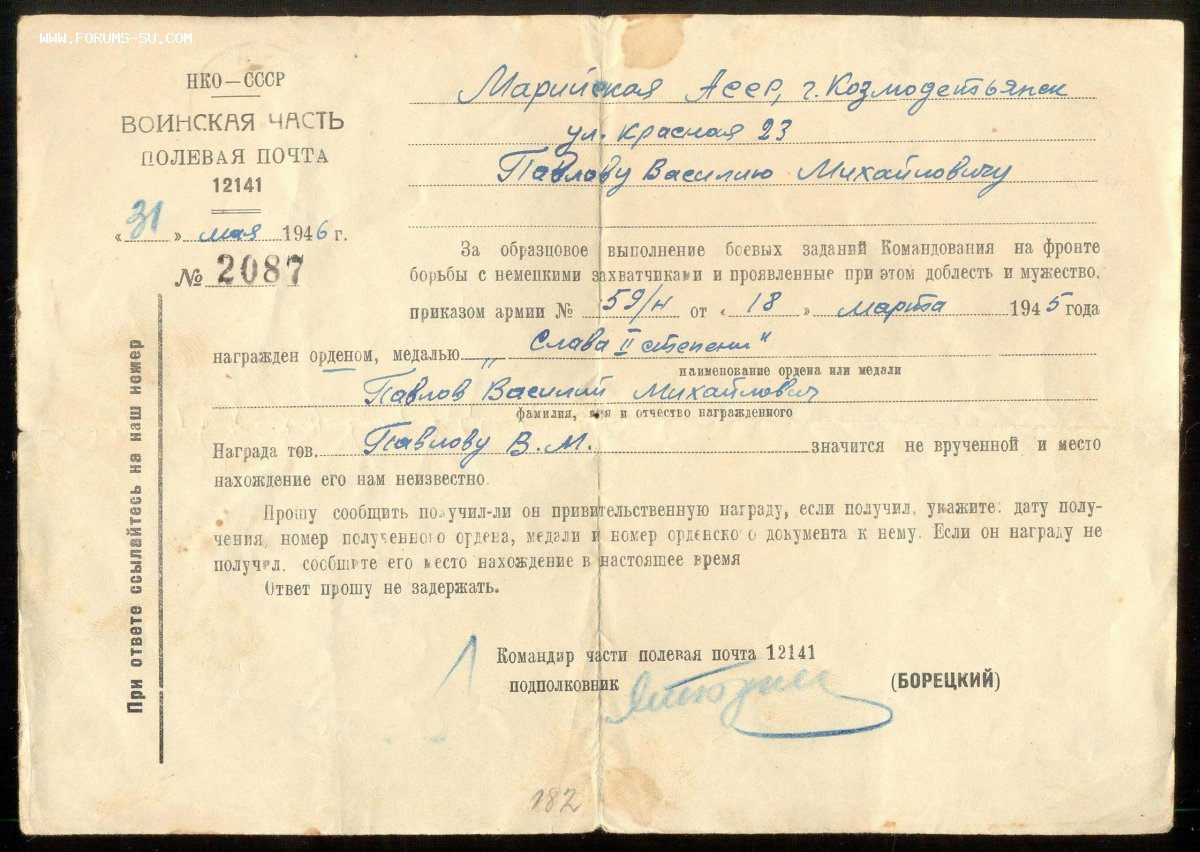 WWW.FORUMS-SU.COM
НКО—СССР
ВОИНСКАЯ ЧАСТЬ
ПОЛЕВАЯ ПОЧТА
12141
«31» мая 1946 г.
№ 2087
При ответе ссылайтесь на наш номер
Марийская Асср, г. Козмодетьянск
ул. Красная 23
Павлову Василию Михайловичу
За образцовое выполнение боевых заданий Командования на фронте
борьбы с немецкими захватчиками и проявленные при этом доблесть и мужество,
приказом армии № 59/н от «18» марта 1945 года
награжден орденом, медалью „Слава II степени"
наименование ордена или медали
Павлов Василий Михайлович
фамилия, имя и отчество награжденного
Награда тов. Павлову В. М. значится не врученной и место
нахождение его нам неизвестно.
Прошу сообщить получил-ли он привительственную награду, если получил, укажите: дату полу-
чения, номер полученного ордена, медали и номер орденско о документа к нему. Если он награду не
получил, сообщите его место нахождение в настоящее время
Ответ прошу не задержать.
Командир части полевая почта 12141
подполковник (БОРЕЦКИЙ)
182